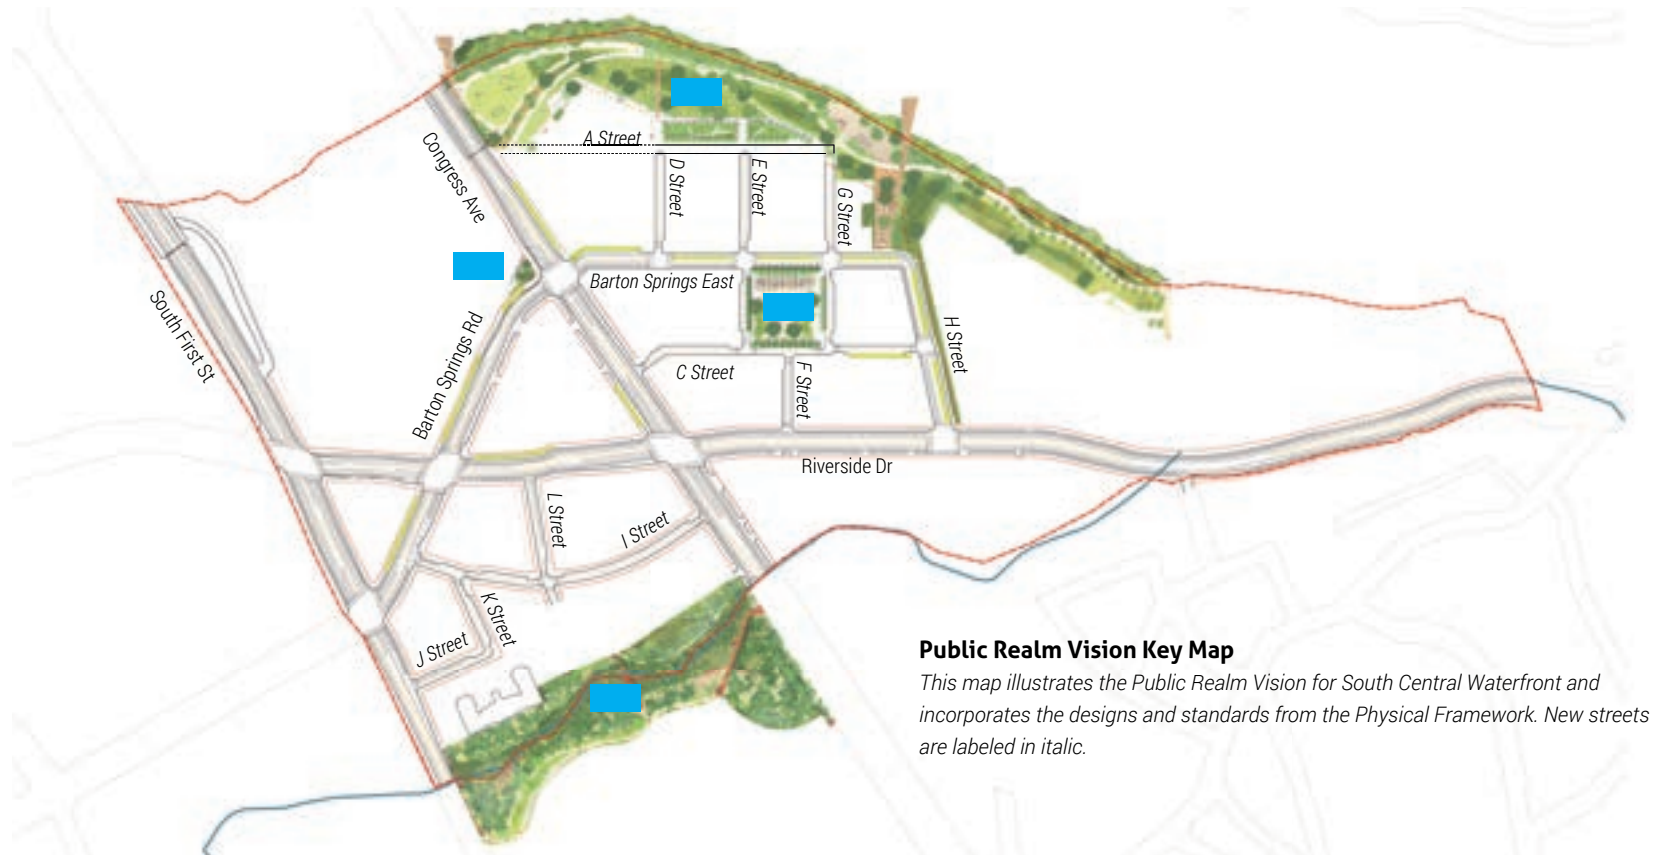 A Street
Congress Ave
D Street
E Street
G Street
Barton Springs East
South First St
Barton Springs Rd
H Street
C Street
F Street
Riverside Dr
L Street
I Street
K Street
J Street
Public Realm Vision Key Map
This map illustrates the Public Realm Vision for South Central Waterfront and
incorporates the designs and standards from the Physical Framework. New streets
are labeled in italic.